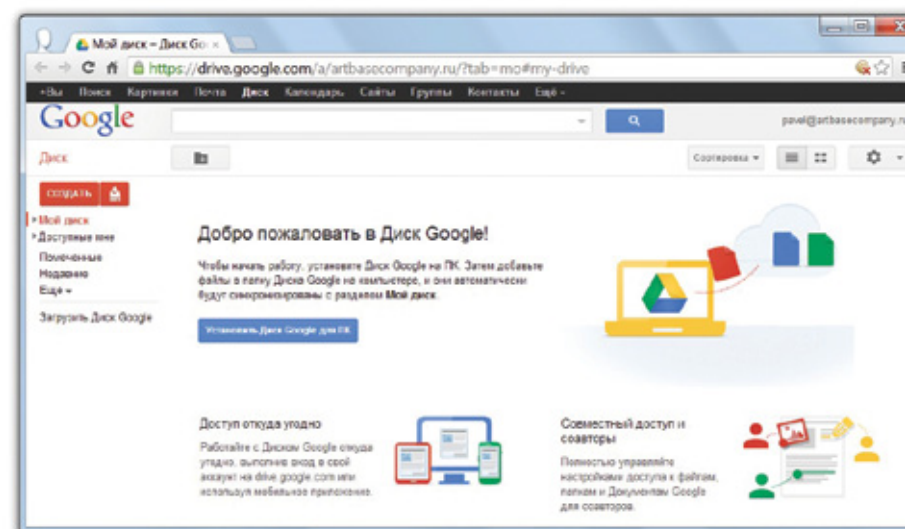 Мой диск – Диск Goo
https://drive.google.com/a/artbasecompany.ru/?tab=mo#my-drive
+Вы Поиск Картинки Почта Диск Календарь Сайты Группы Контакты Ещё
Google
pavel@artbasecompany.ru
Диск
Сортировка
СОЗДАТЬ
Мой диск
Доступные мне
Помеченные
Недавние
Ещё
Загрузить Диск Google
Добро пожаловать в Диск Google!
Чтобы начать работу, установите Диск Google на ПК. Затем добавьте
файлы в папку Диска Google на компьютере, и они автоматически
будут синхронизированы с разделом Мой диск.
Установить Диск Google для ПК
Доступ откуда угодно
Работайте с Диском Google откуда
угодно, выполнив вход в свой
аккаунт на drive.google.com или
используя мобильное приложение.
Совместный доступ и
соавторы
Полностью управляйте
настройками доступа к файлам,
папкам и Документам Google
для соавторов.